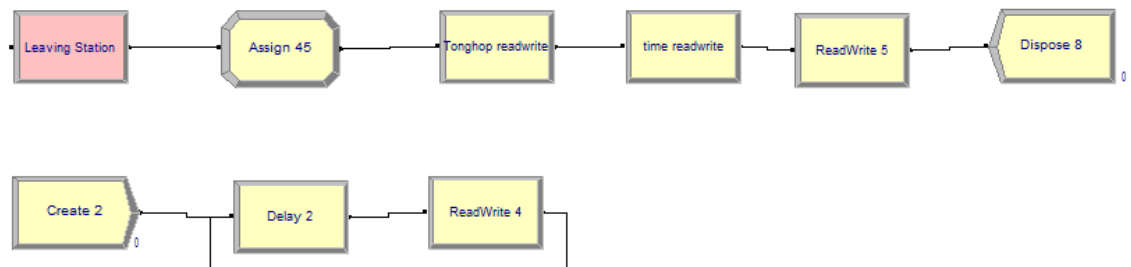 Leaving Station
Assign 45
Tonghop readwrite
time readwrite
ReadWrite 5
Dispose 8
0
Create 2
0
Delay 2
ReadWrite 4